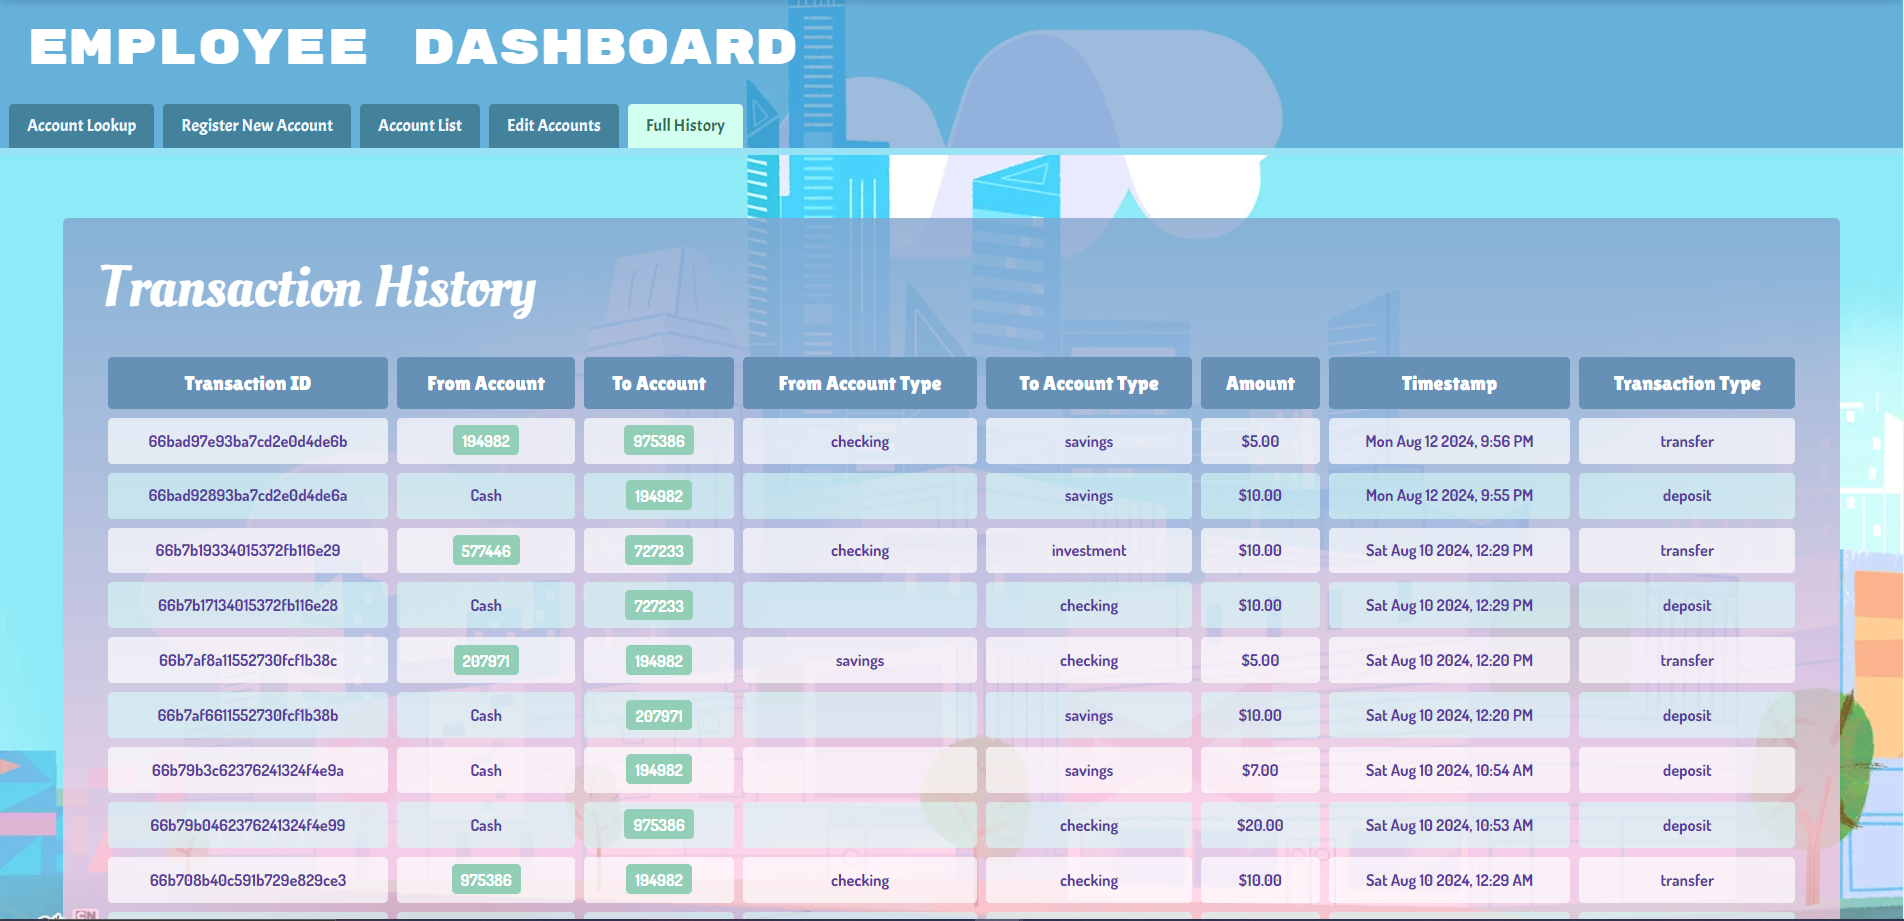 EMPLOYEE DASHBOARD
Account Lookup Register New Account Account List Edit Accounts Full History
Transaction History
Transaction ID From Account To Account From Account Type To Account Type Amount Timestamp Transaction Type
66bad97e93ba7cd2e0d4de6b 194982 975386 checking savings $5.00 Mon Aug 12 2024, 9:56 PM transfer
66bad92893ba7cd2e0d4de6a Cash 194982 savings $10.00 Mon Aug 12 2024, 9:55 PM deposit
66b7b19334015372fb116e29 577446 727233 checking investment $10.00 Sat Aug 10 2024, 12:29 PM transfer
66b7b17134015372fb116e28 Cash 727233 checking $10.00 Sat Aug 10 2024, 12:29 PM deposit
66b7af8a11552730fcf1b38c 207971 194982 savings checking $5.00 Sat Aug 10 2024, 12:20 PM transfer
66b7af6611552730fcf1b38b Cash 207971 savings $10.00 Sat Aug 10 2024, 12:20 PM deposit
66b79b3c62376241324f4e9a Cash 194982 savings $7.00 Sat Aug 10 2024, 10:54 AM deposit
66b79b0462376241324f4e99 Cash 975386 checking $20.00 Sat Aug 10 2024, 10:53 AM deposit
66b708b40c591b729e829ce3 975386 194982 checking checking $10.00 Sat Aug 10 2024, 12:29 AM transfer
CN